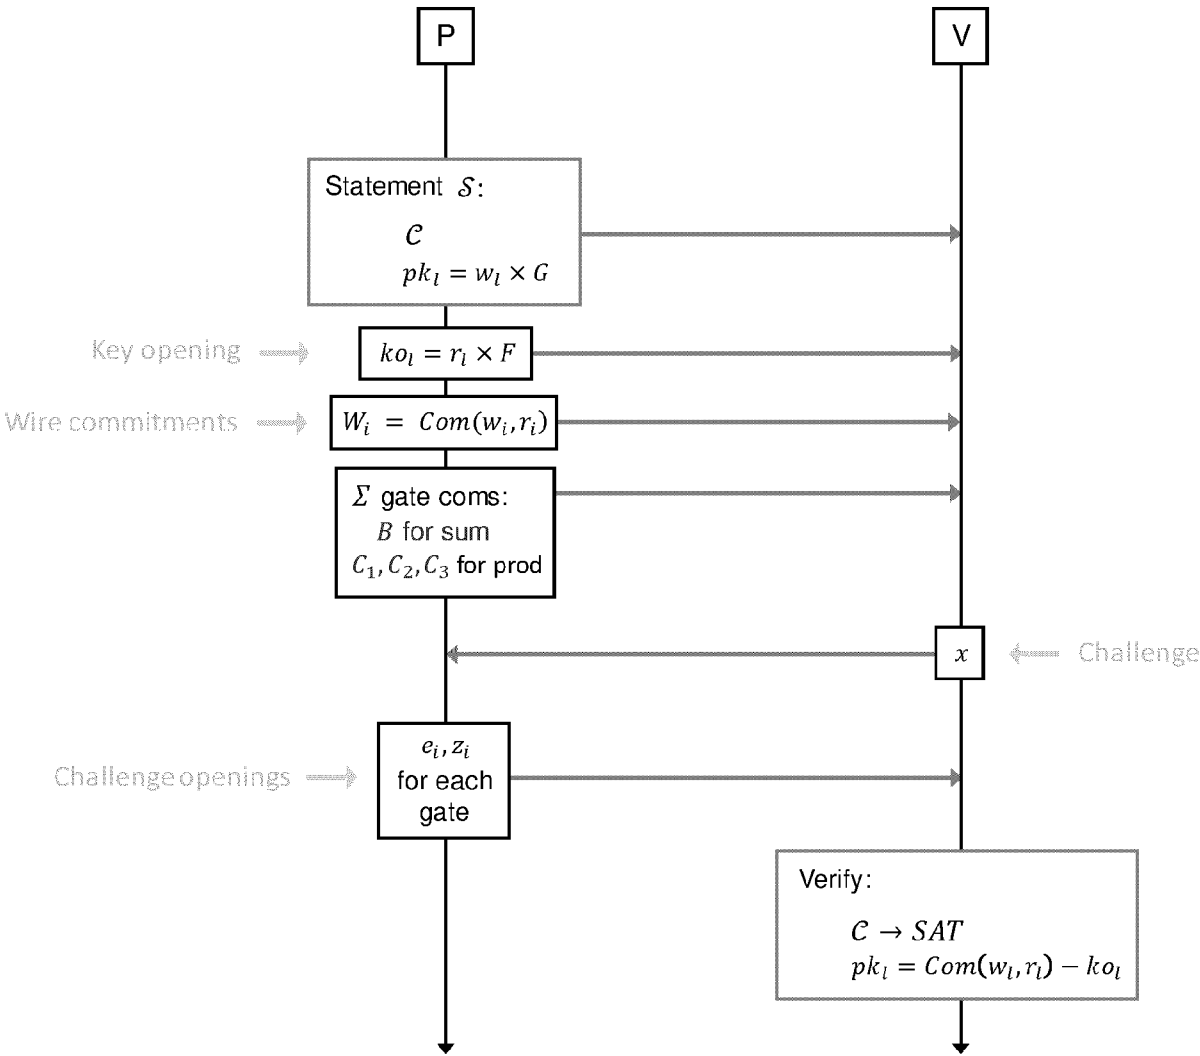 P
V
Statement 𝒮:
𝒞
pk_l = w_l × G
Key opening
ko_l = r_l × F
Wire commitments
W_i = Com(w_i, r_i)
Σ gate coms:
B for sum
C_1, C_2, C_3 for prod
x
Challenge
Challenge openings
e_i, z_i
for each
gate
Verify:
𝒞 → SAT
pk_l = Com(w_l, r_l) − ko_l